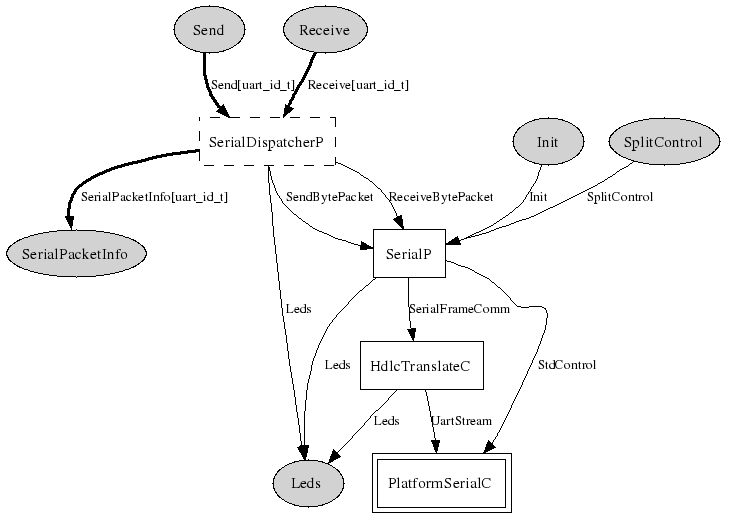 Send
Receive
Send[uart_id_t]
Receive[uart_id_t]
SerialDispatcherP
Init
SplitControl
SerialPacketInfo[uart_id_t]
SendBytePacket
ReceiveBytePacket
Init
SplitControl
SerialPacketInfo
SerialP
Leds
SerialFrameComm
Leds
HdlcTranslateC
StdControl
Leds
UartStream
Leds
PlatformSerialC